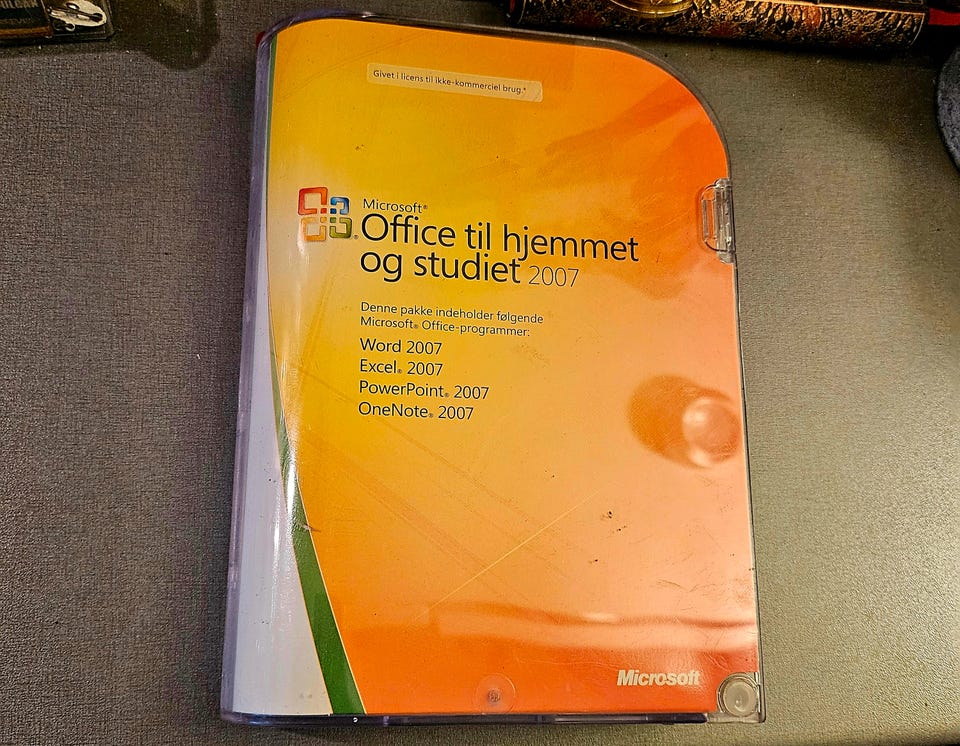 Givet i licens til ikke-kommerciel brug.*
Microsoft®
Office til hjemmet
og studiet 2007
Denne pakke indeholder følgende
Microsoft® Office-programmer:
Word 2007
Excel® 2007
PowerPoint® 2007
OneNote® 2007
Microsoft